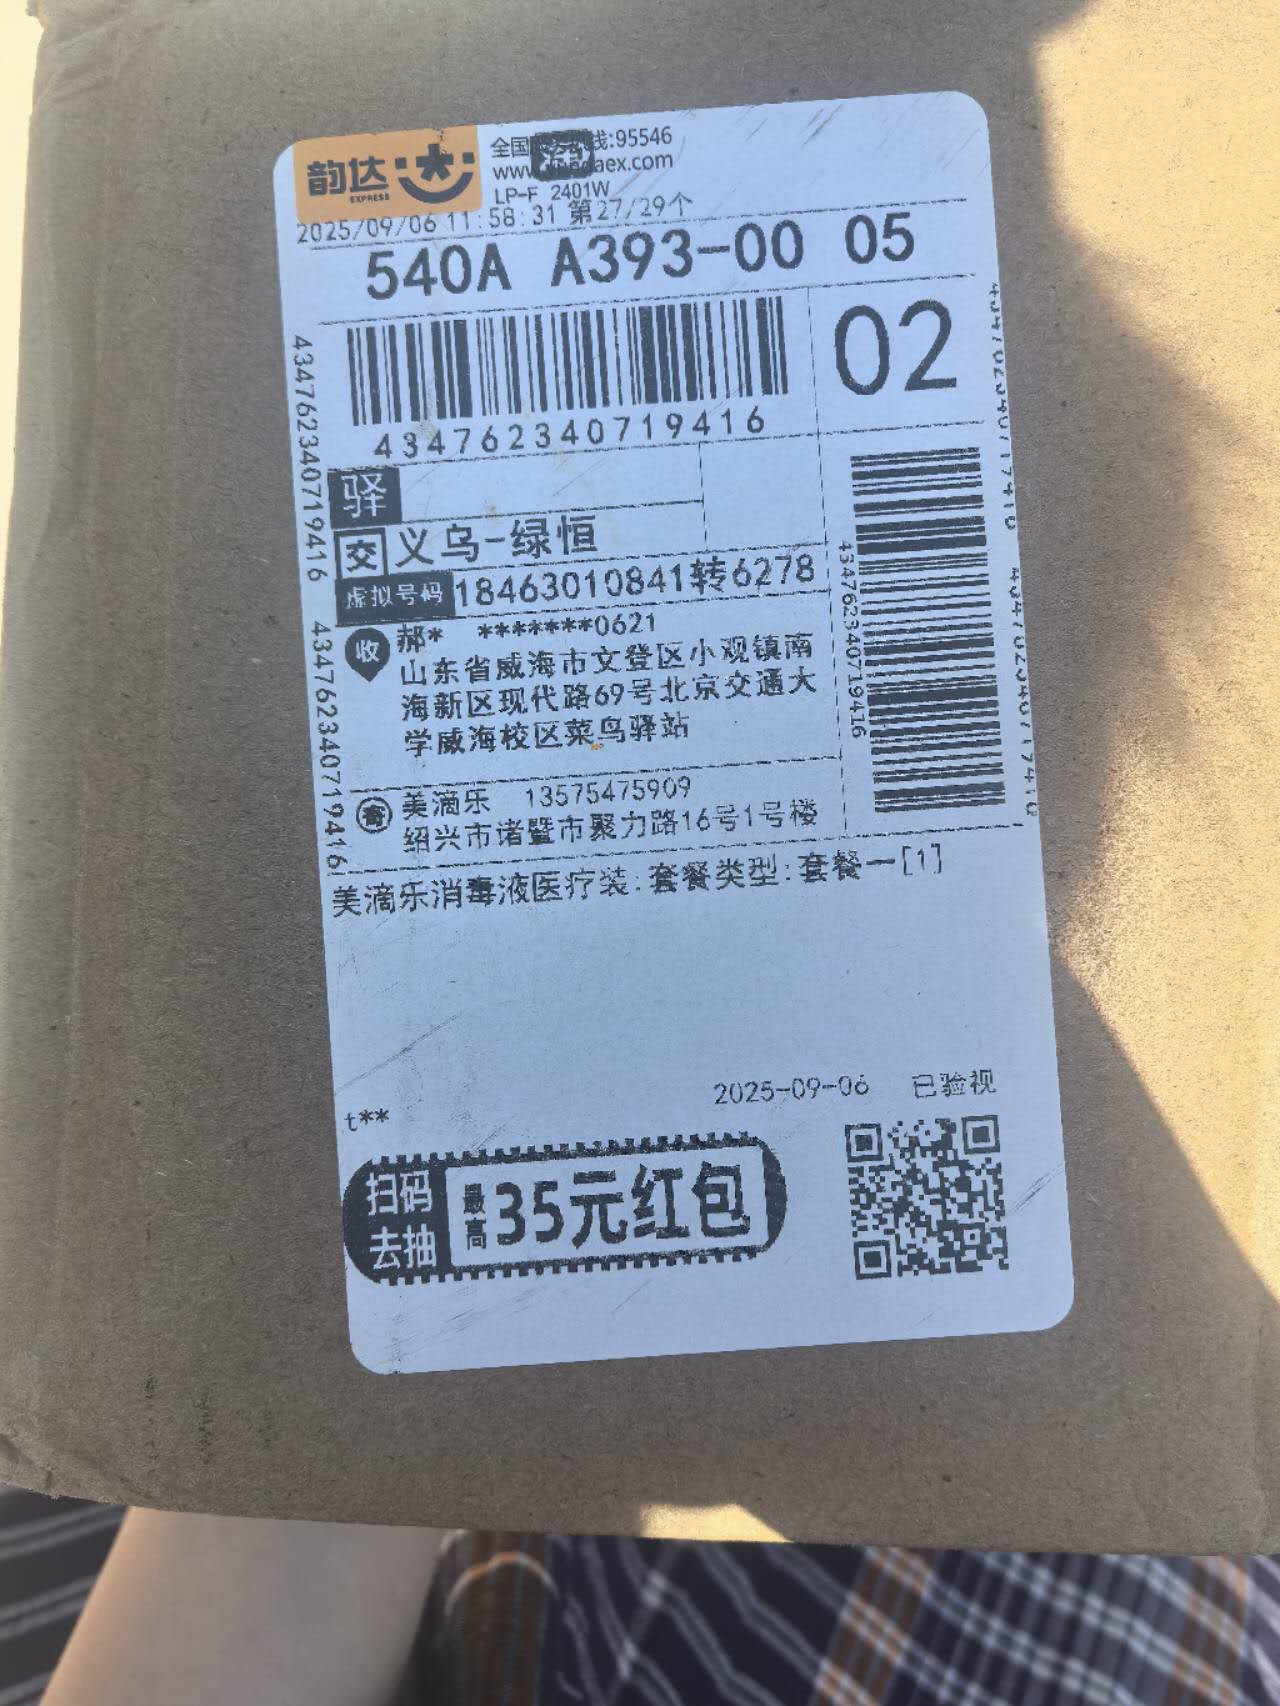 韵达
EXPRESS
全国 线:95546
www. daex.com
LP-F 2401W
2025/09/06 11:58:31 第27/29个
540A A393-00 05
02
434762340719416
434762340719416
434762340719416
434762340719416
驿
交 义乌-绿恒
虚拟号码 18463010841转6278
收 郝* *******0621
山东省威海市文登区小观镇南
海新区现代路69号北京交通大
学威海校区菜鸟驿站
寄 美滴乐 13575475909
绍兴市诸暨市聚力路16号1号楼
美滴乐消毒液医疗装:套餐类型:套餐一[1]
2025-09-06 已验视
t**
扫码去抽 最高35元红包